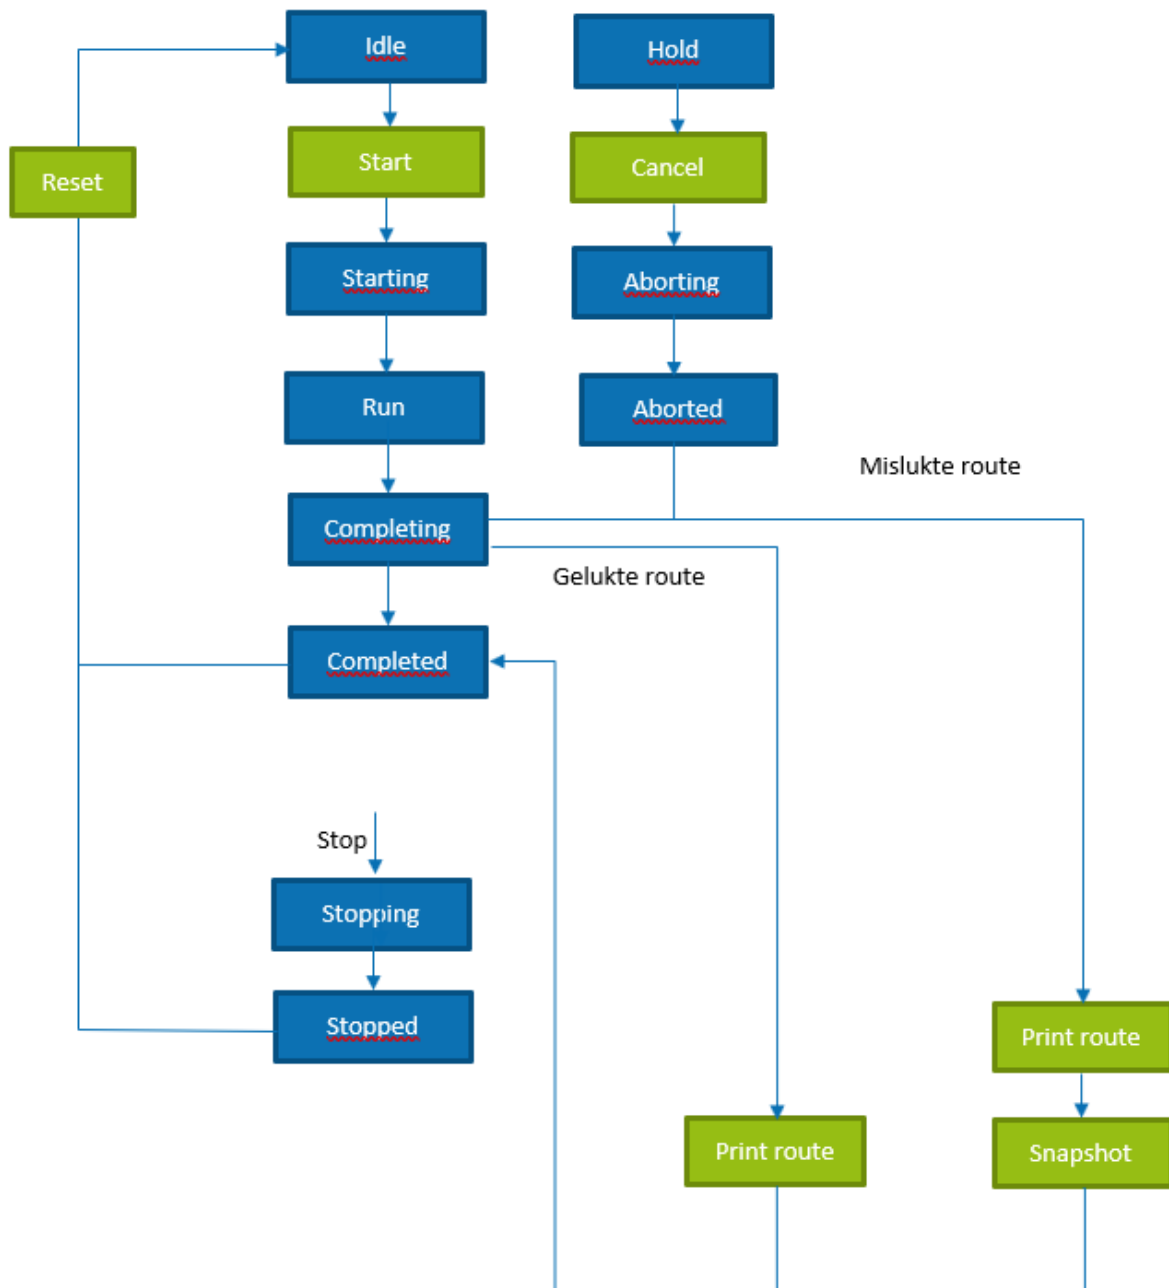 Idle
Hold
Start
Cancel
Reset
Starting
Aborting
Run
Aborted
Mislukte route
Completing
Gelukte route
Completed
Stop
Stopping
Stopped
Print route
Print route
Snapshot